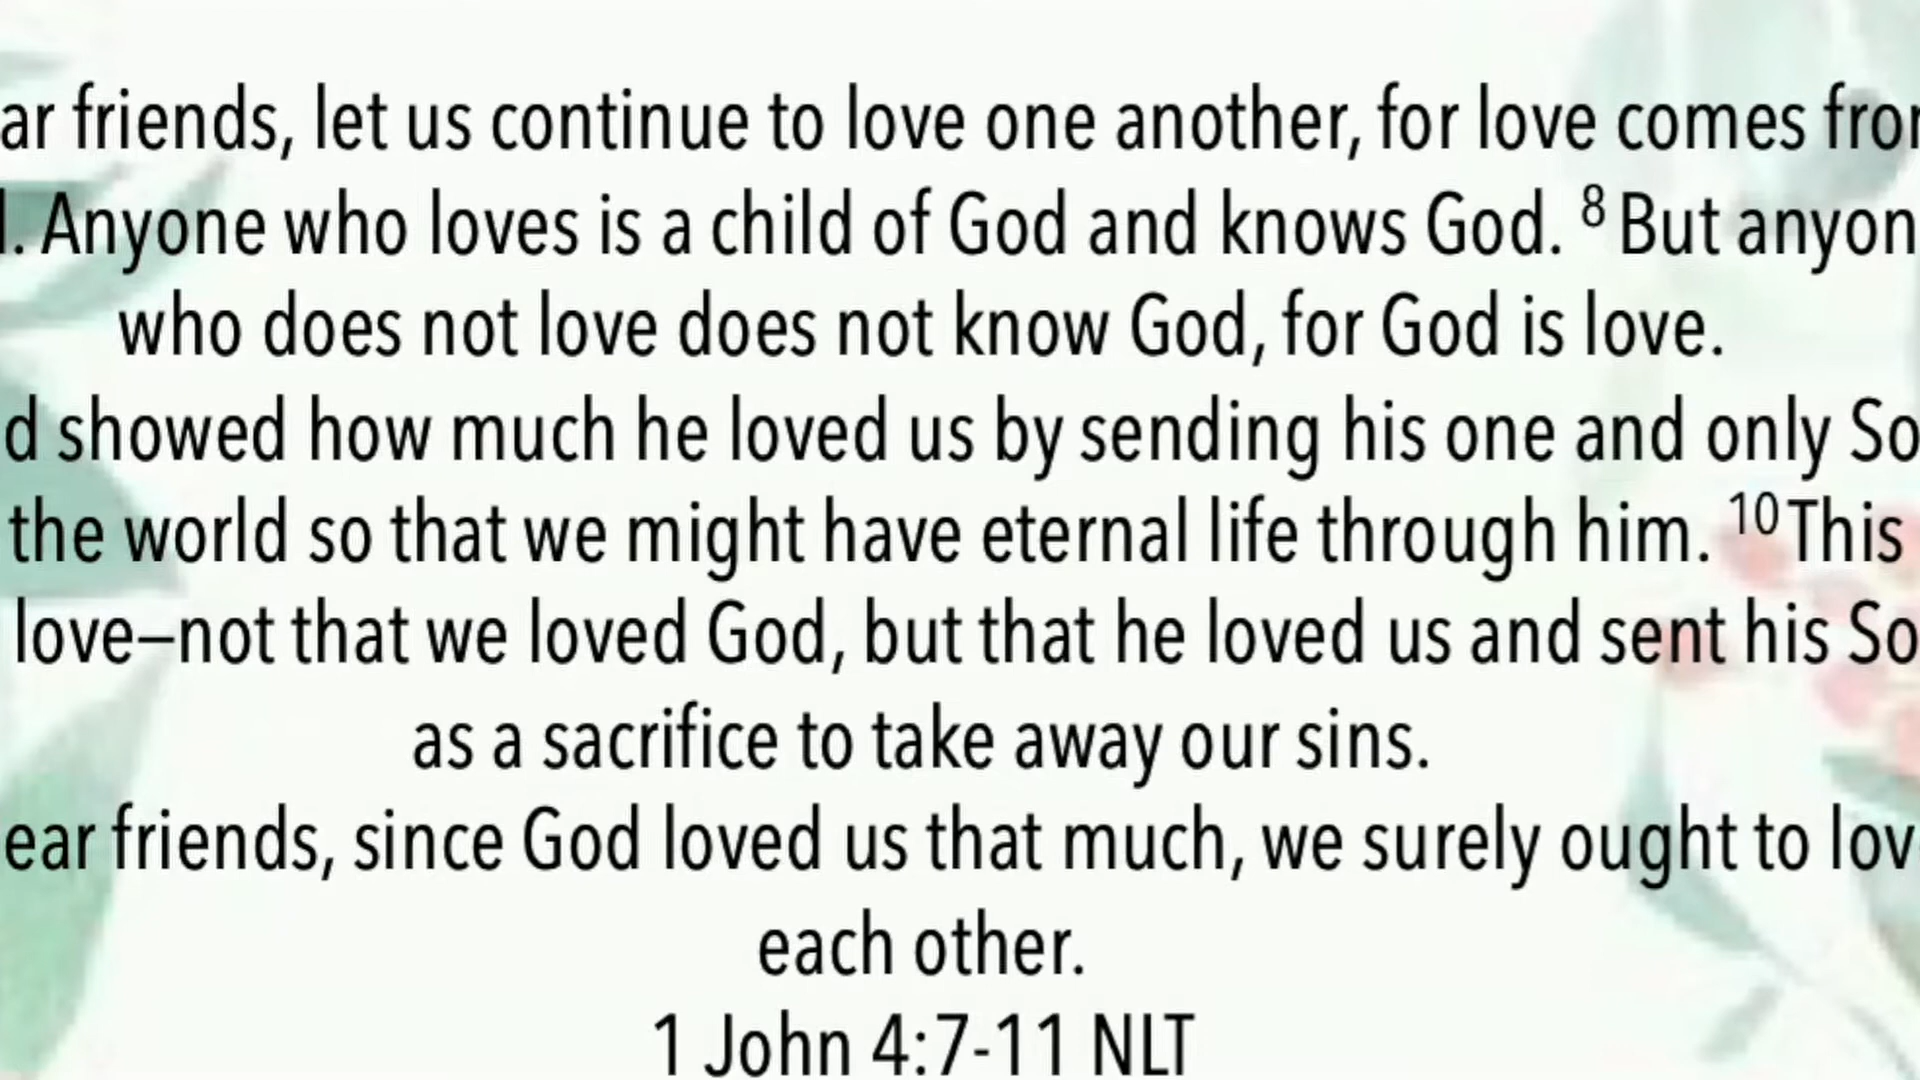 ar friends, let us continue to love one another, for love comes from
. Anyone who loves is a child of God and knows God. 8 But anyon
who does not love does not know God, for God is love.
d showed how much he loved us by sending his one and only So
the world so that we might have eternal life through him. 10 This
love–not that we loved God, but that he loved us and sent his So
as a sacrifice to take away our sins.
ear friends, since God loved us that much, we surely ought to lov
each other.
1 John 4:7-11 NLT